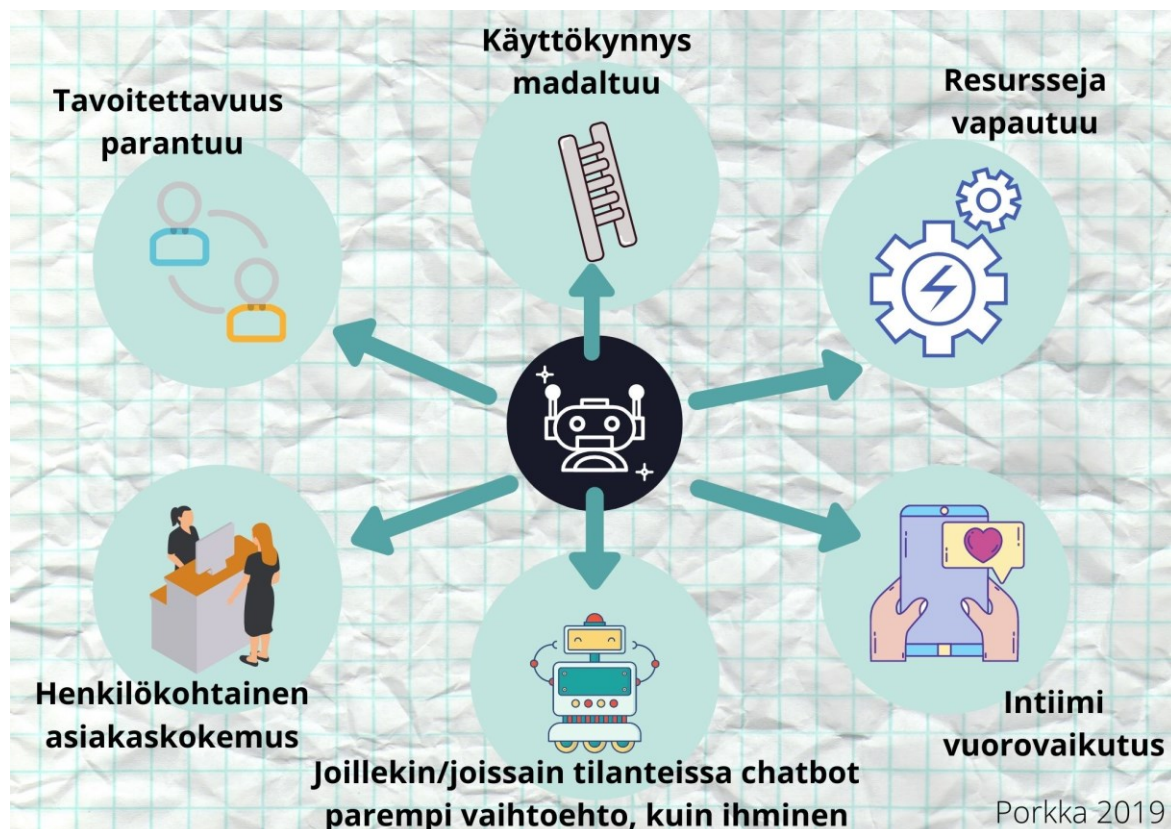 Käyttökynnys
madaltuu
Tavoitettavuus
parantuu
Resursseja
vapautuu
Henkilökohtainen
asiakaskokemus
Joillekin/joissain tilanteissa chatbot
parempi vaihtoehto, kuin ihminen
Intiimi
vuorovaikutus
Porkka 2019